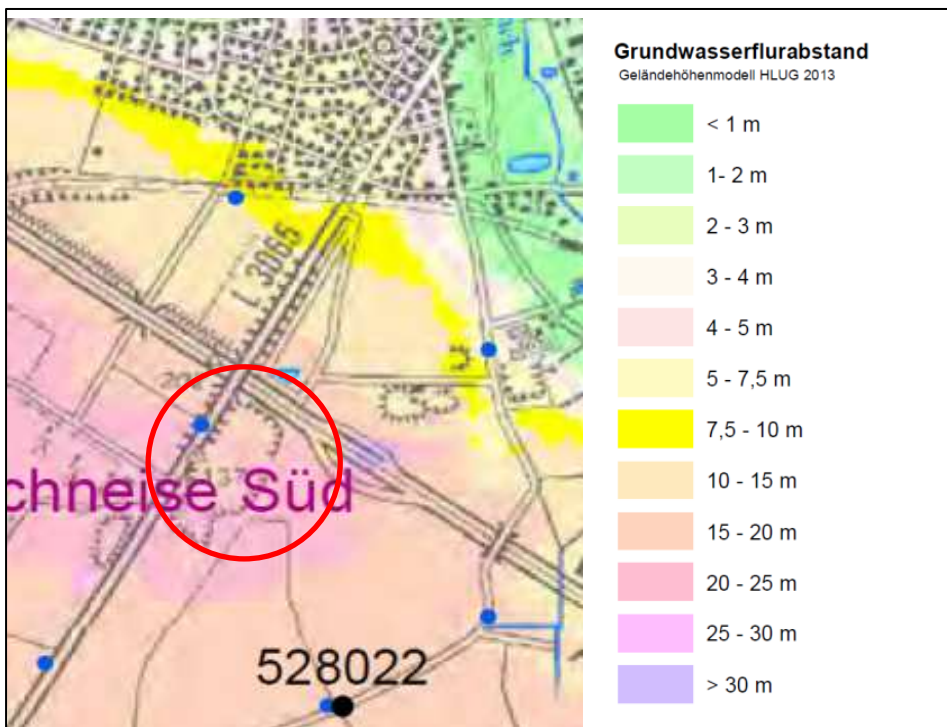 L 3065
chneise Süd
528022
Grundwasserflurabstand
Geländehöhenmodell HLUG 2013
< 1 m
1- 2 m
2 - 3 m
3 - 4 m
4 - 5 m
5 - 7,5 m
7,5 - 10 m
10 - 15 m
15 - 20 m
20 - 25 m
25 - 30 m
> 30 m